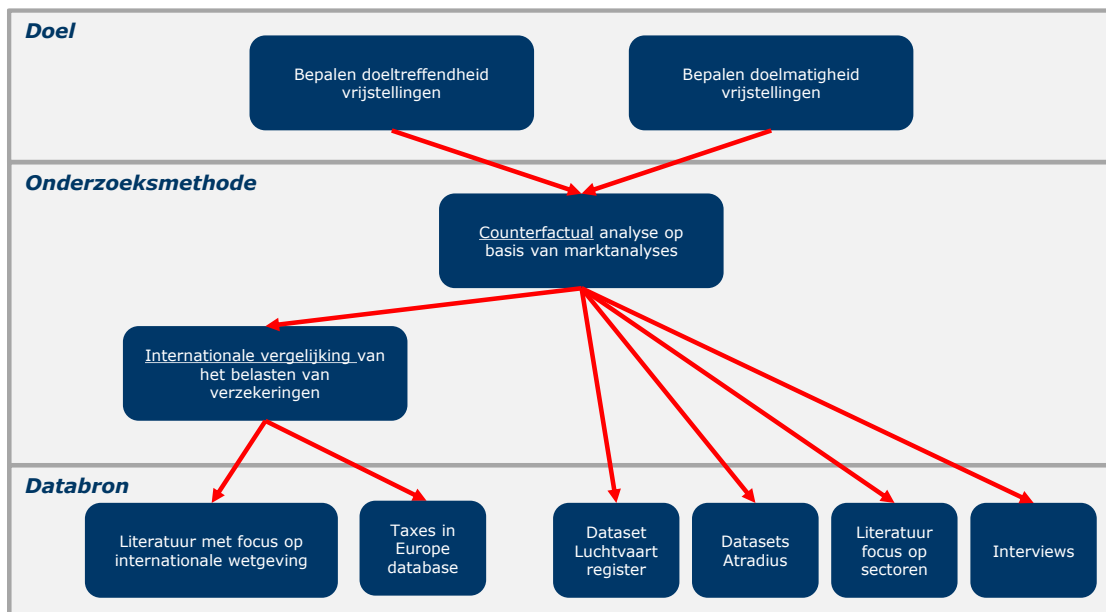 Doel
Bepalen doeltreffendheid
vrijstellingen
Bepalen doelmatigheid
vrijstellingen
Onderzoeksmethode
Counterfactual analyse op
basis van marktanalyses
Internationale vergelijking van
het belasten van
verzekeringen
Databron
Literatuur met focus op
internationale wetgeving
Taxes in
Europe
database
Dataset
Luchtvaart
register
Datasets
Atradius
Literatuur
focus op
sectoren
Interviews